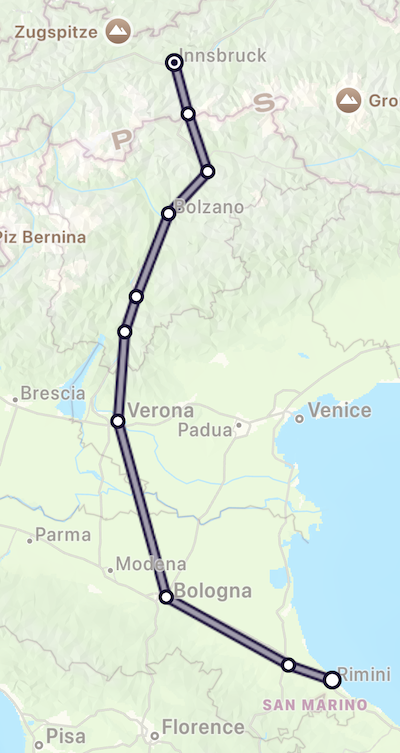 Zugspitze
Innsbruck
Gro
P
S
Bolzano
Piz Bernina
Brescia
Verona
Venice
Padua
Parma
Modena
Bologna
Rimini
SAN MARINO
Florence
Pisa